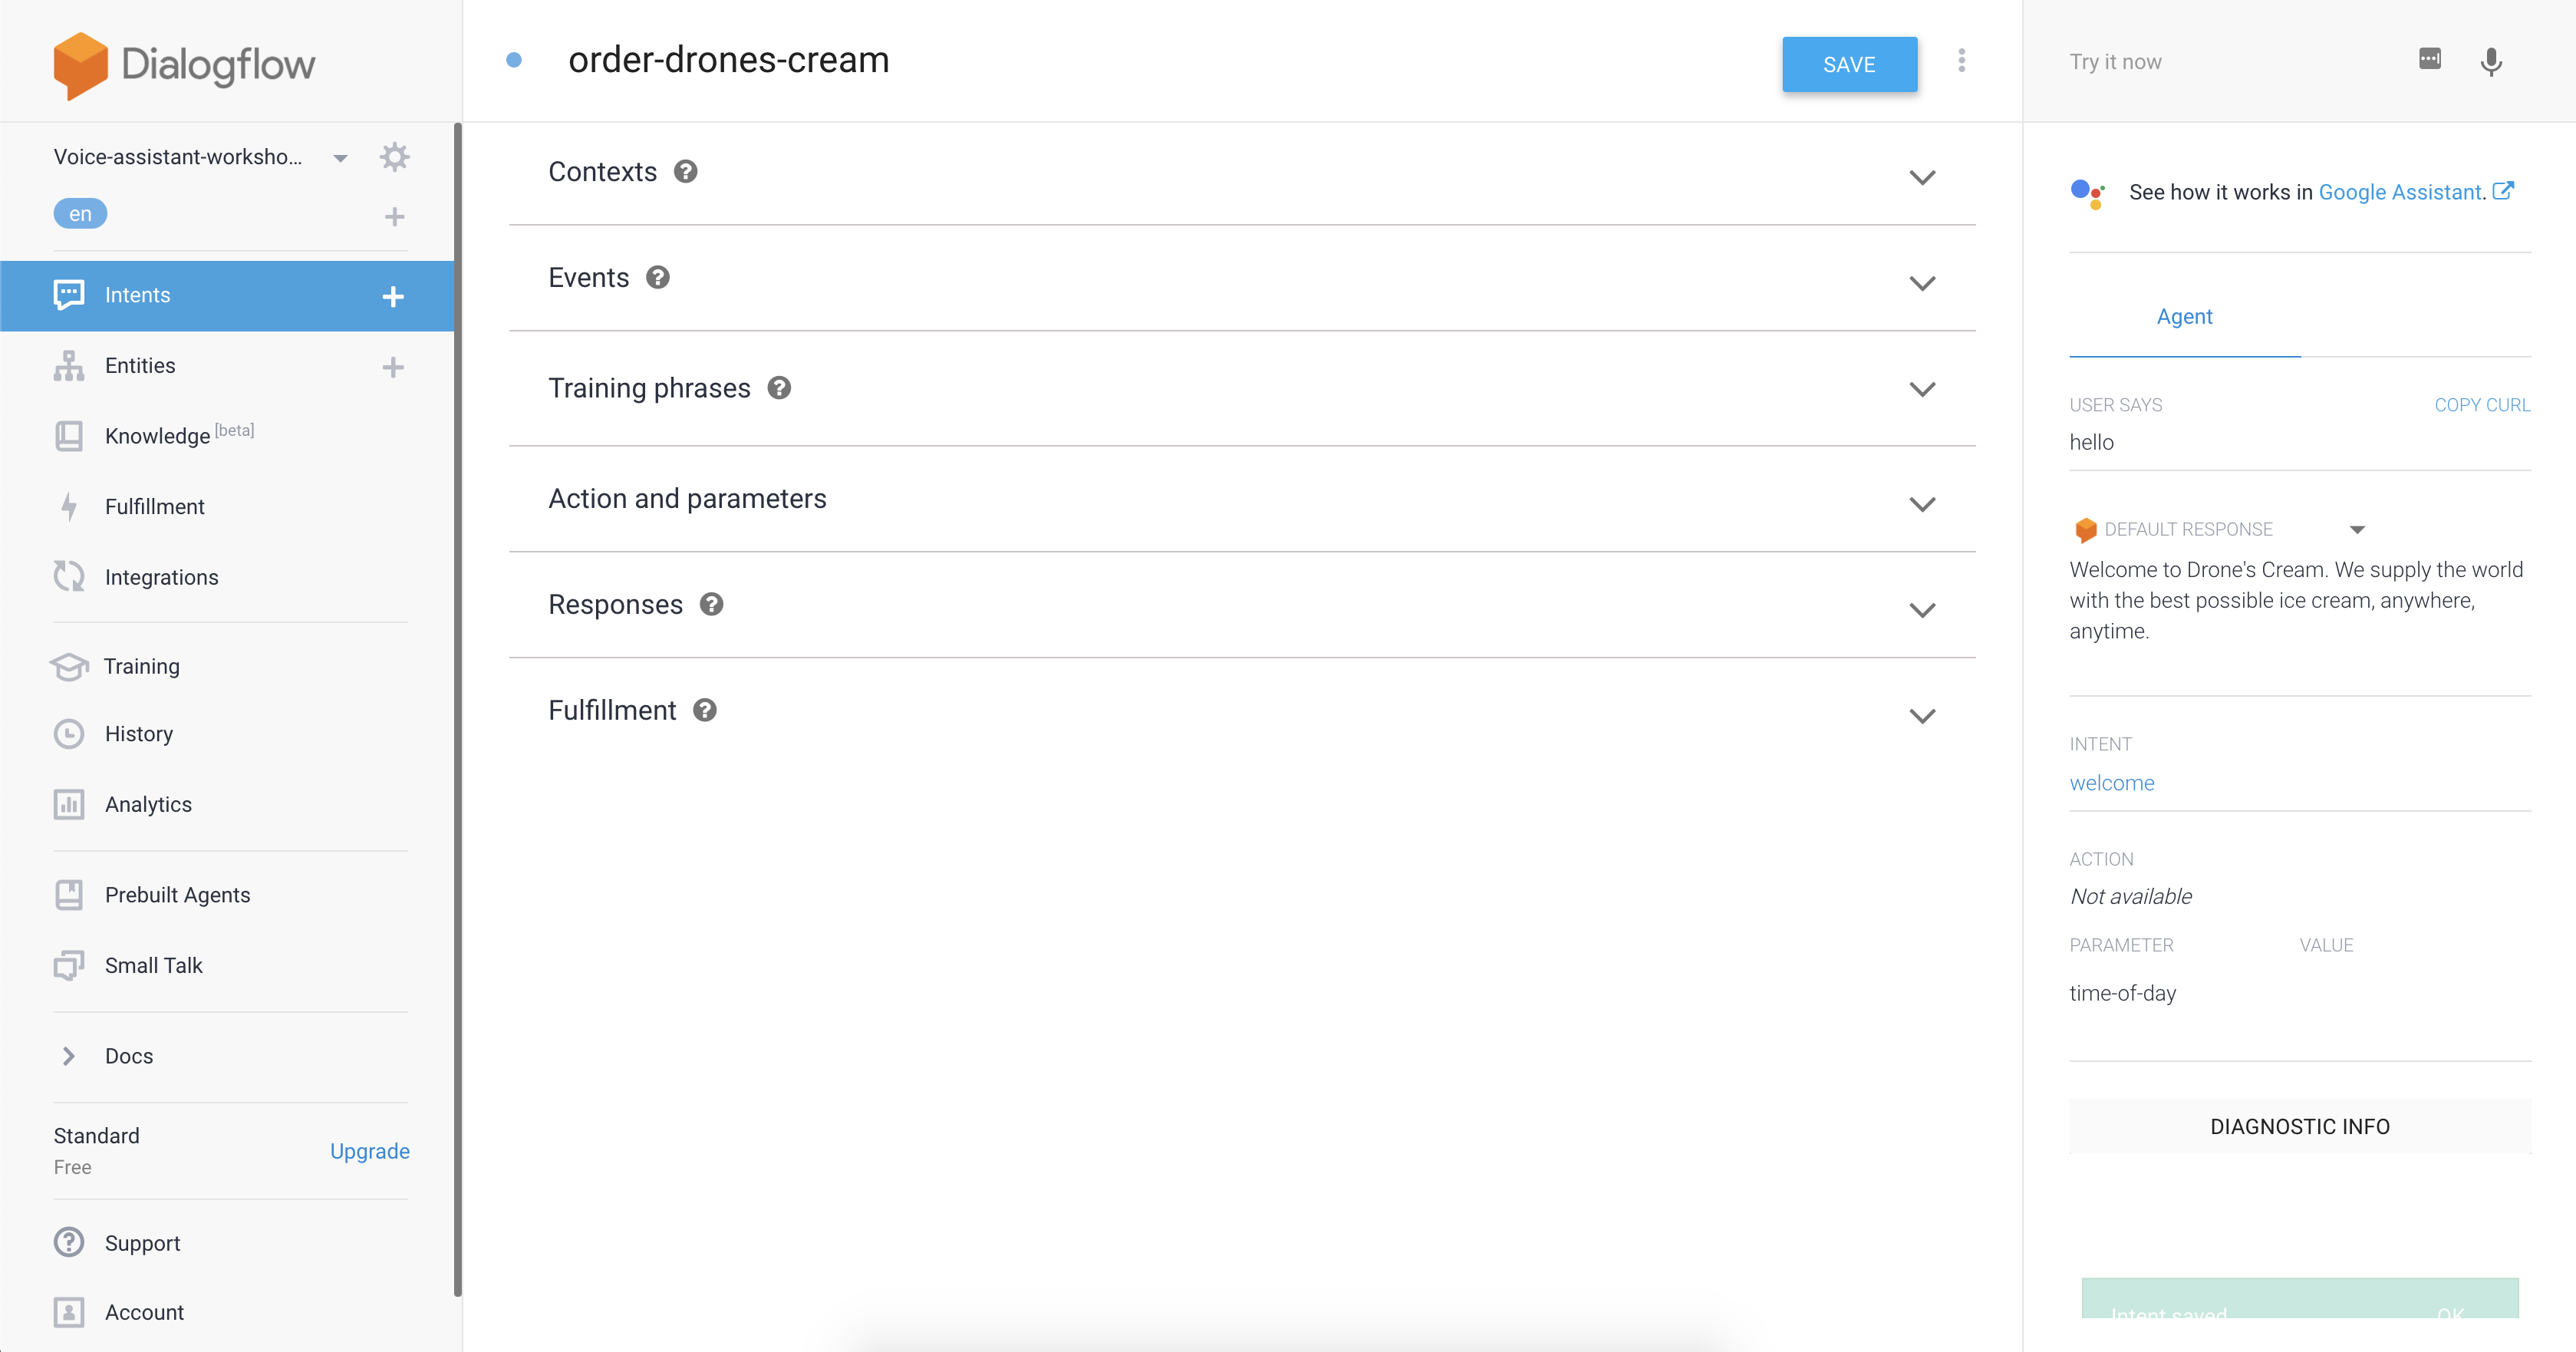 Dialogflow
Voice-assistant-worksho...
en
Intents
Entities
Knowledge [beta]
Fulfillment
Integrations
Training
History
Analytics
Prebuilt Agents
Small Talk
Docs
Standard
Free
Upgrade
Support
Account
order-drones-cream
SAVE
Contexts
Events
Training phrases
Action and parameters
Responses
Fulfillment
Try it now
See how it works in Google Assistant.
Agent
USER SAYS
COPY CURL
hello
DEFAULT RESPONSE
Welcome to Drone's Cream. We supply the world
with the best possible ice cream, anywhere,
anytime.
INTENT
welcome
ACTION
Not available
PARAMETER
VALUE
time-of-day
DIAGNOSTIC INFO
Intent saved
OK